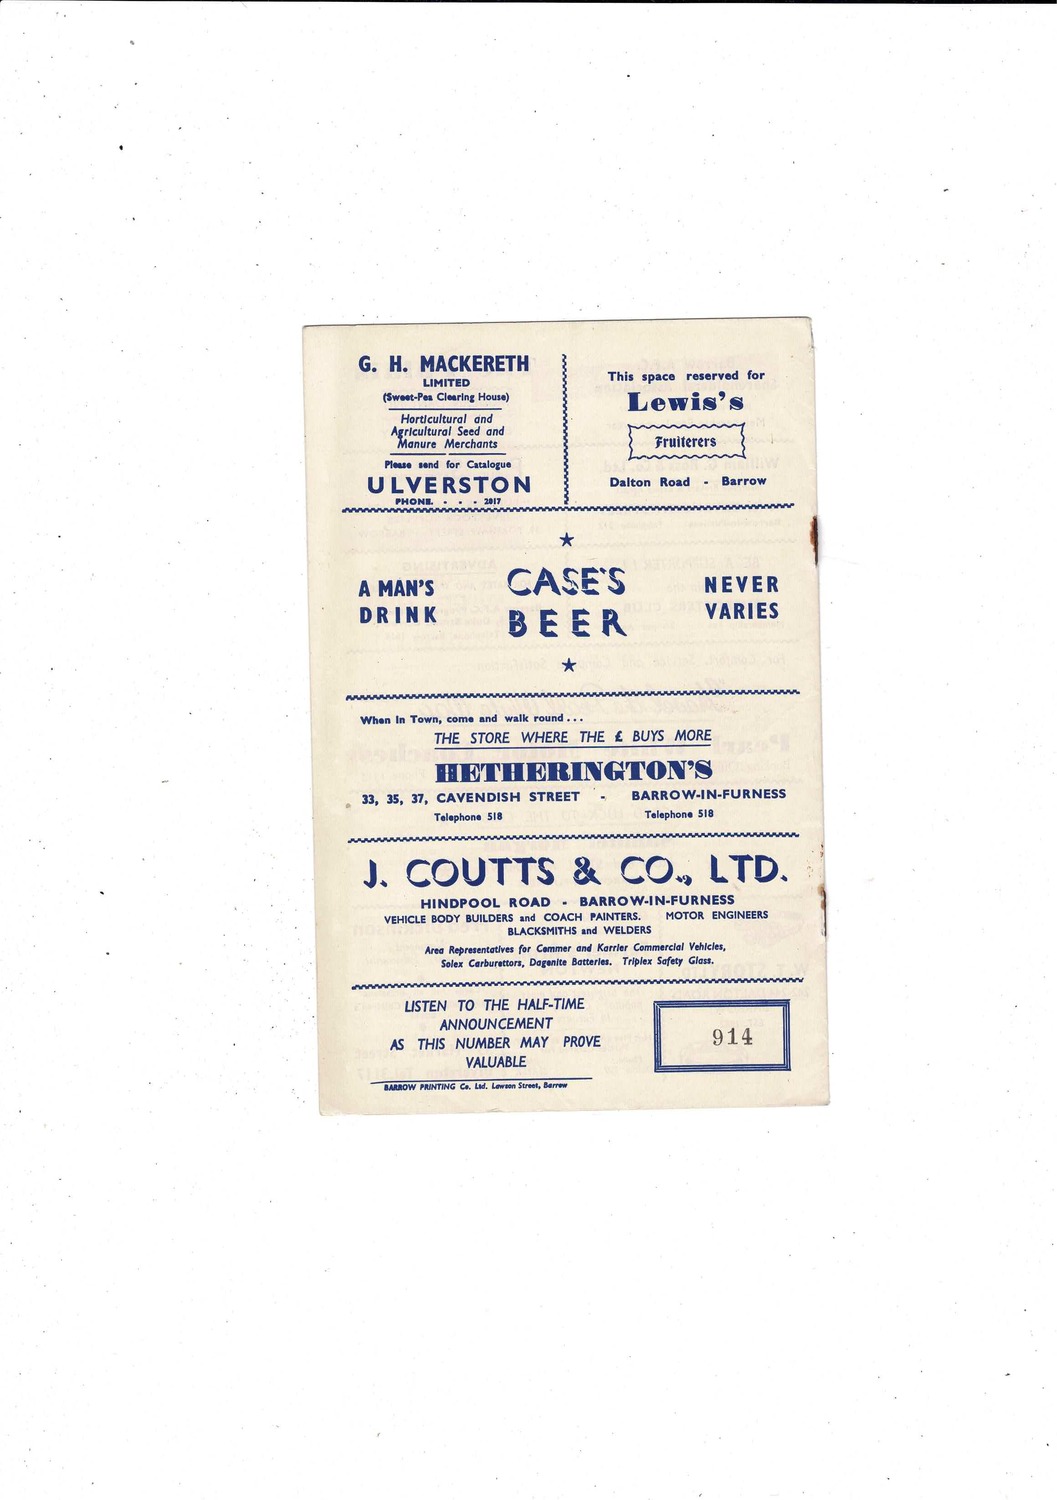 G. H. MACKERETH
LIMITED
(Sweet-Pea Clearing House)
Horticultural and
Agricultural Seed and
Manure Merchants
Please send for Catalogue
ULVERSTON
PHONE. . . . 2017
This space reserved for
Lewis's
Fruiterers
Dalton Road - Barrow
A MAN'S
DRINK
CASE'S
BEER
NEVER
VARIES
When in Town, come and walk round . . .
THE STORE WHERE THE £ BUYS MORE
HETHERINGTON'S
33, 35, 37, CAVENDISH STREET - BARROW-IN-FURNESS
Telephone 518 Telephone 518
J. COUTTS & CO., LTD.
HINDPOOL ROAD - BARROW-IN-FURNESS
VEHICLE BODY BUILDERS and COACH PAINTERS. MOTOR ENGINEERS
BLACKSMITHS and WELDERS
Area Representatives for Commer and Karrier Commercial Vehicles,
Solex Carburettors, Dagenite Batteries. Triplex Safety Glass.
LISTEN TO THE HALF-TIME
ANNOUNCEMENT
AS THIS NUMBER MAY PROVE
VALUABLE
914
BARROW PRINTING Co. Ltd. Lawson Street, Barrow